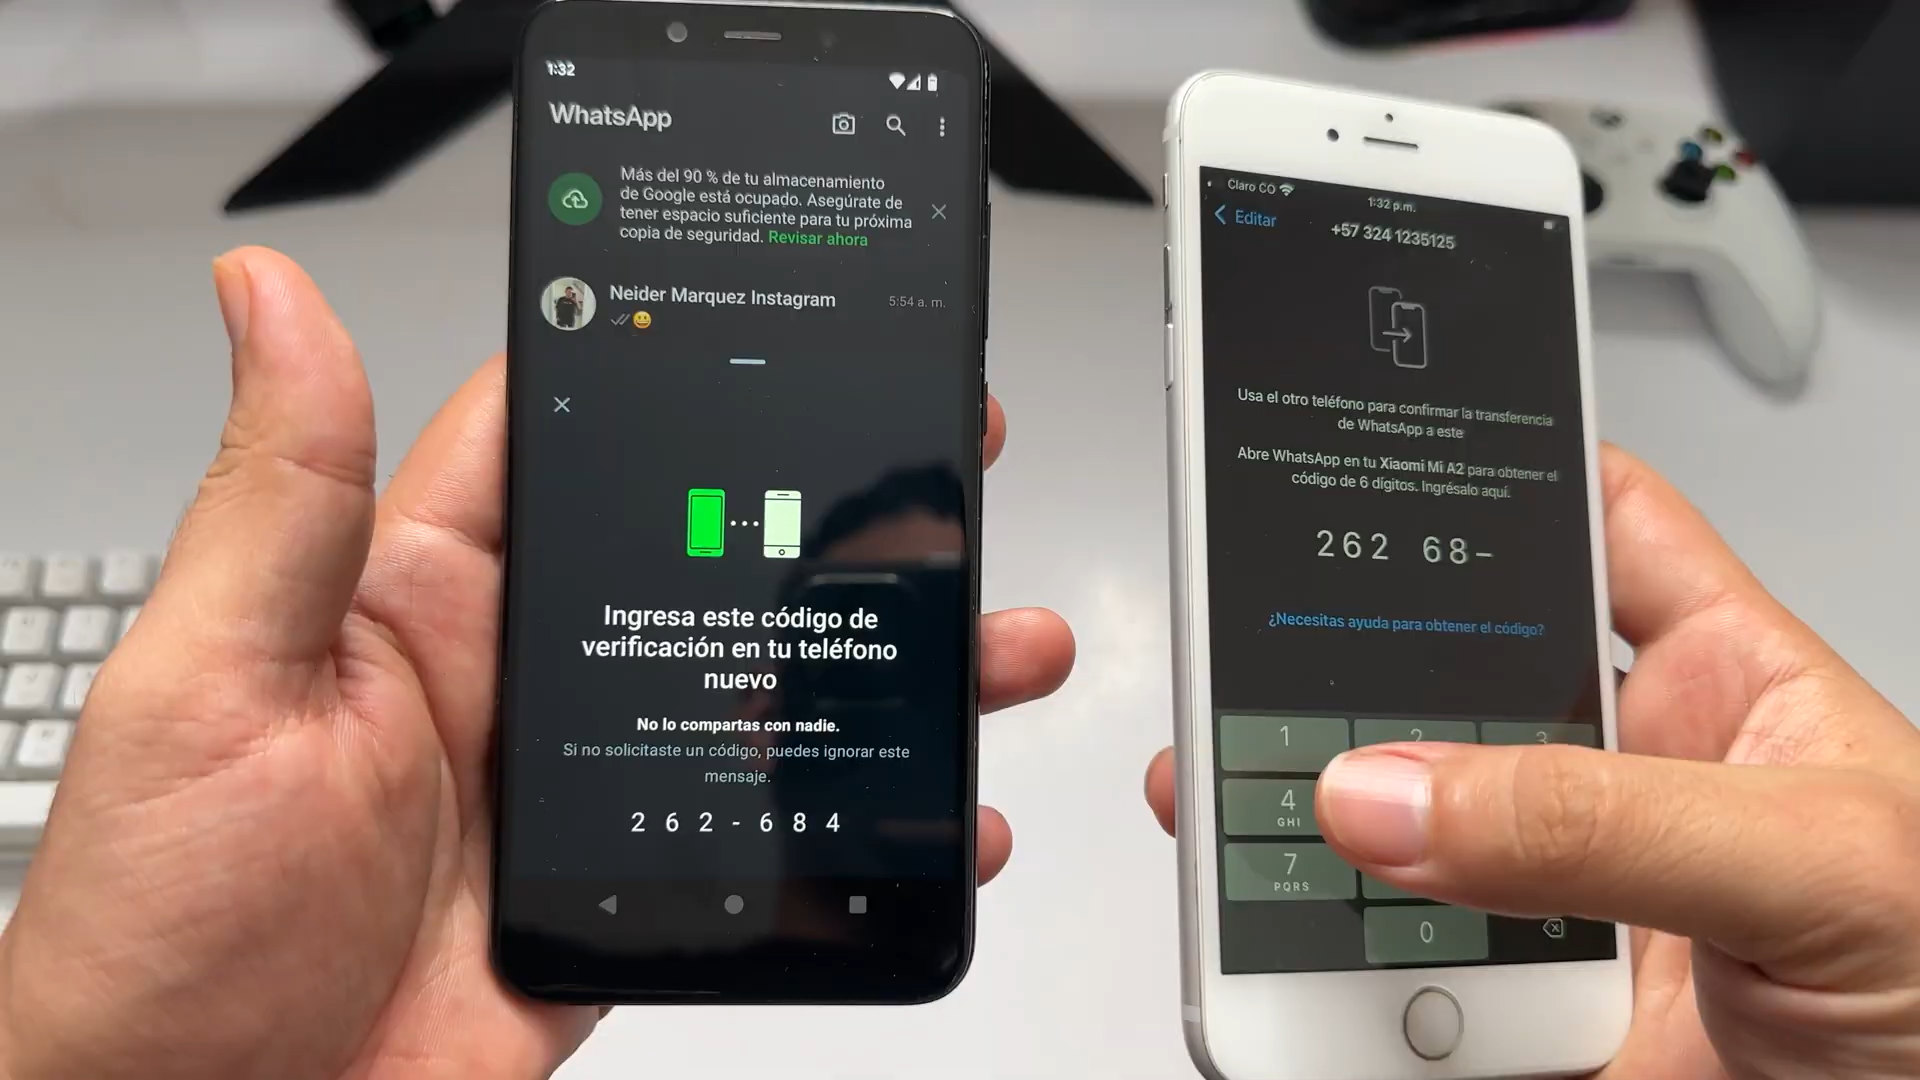 1:32
WhatsApp
Más del 90 % de tu almacenamiento
de Google está ocupado. Asegúrate de
tener espacio suficiente para tu próxima
copia de seguridad. Revisar ahora
Neider Marquez Instagram
5:54 a. m.
Ingresa este código de
verificación en tu teléfono
nuevo
No lo compartas con nadie.
Si no solicitaste un código, puedes ignorar este
mensaje.
262-684
Claro CO
1:32 p.m.
Editar
+57 324 1235125
Usa el otro teléfono para confirmar la transferencia
de WhatsApp a este
Abre WhatsApp en tu Xiaomi Mi A2 para obtener el
código de 6 dígitos. Ingrésalo aquí.
262 68–
¿Necesitas ayuda para obtener el código?
1
2
3
4
GHI
7
PQRS
0